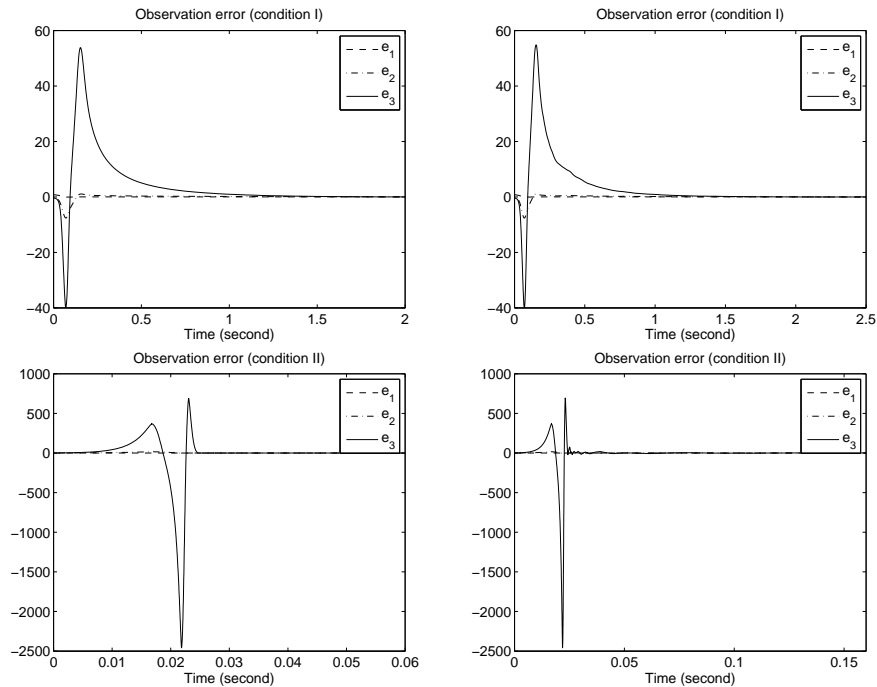 Observation error (condition I)
60
40
20
0
−20
−40
0
0.5
1
1.5
2
Time (second)
e1
e2
e3
Observation error (condition I)
60
40
20
0
−20
−40
0
0.5
1
1.5
2
2.5
Time (second)
e1
e2
e3
Observation error (condition II)
1000
500
0
−500
−1000
−1500
−2000
−2500
0
0.01
0.02
0.03
0.04
0.05
0.06
Time (second)
e1
e2
e3
Observation error (condition II)
1000
500
0
−500
−1000
−1500
−2000
−2500
0
0.05
0.1
0.15
Time (second)
e1
e2
e3